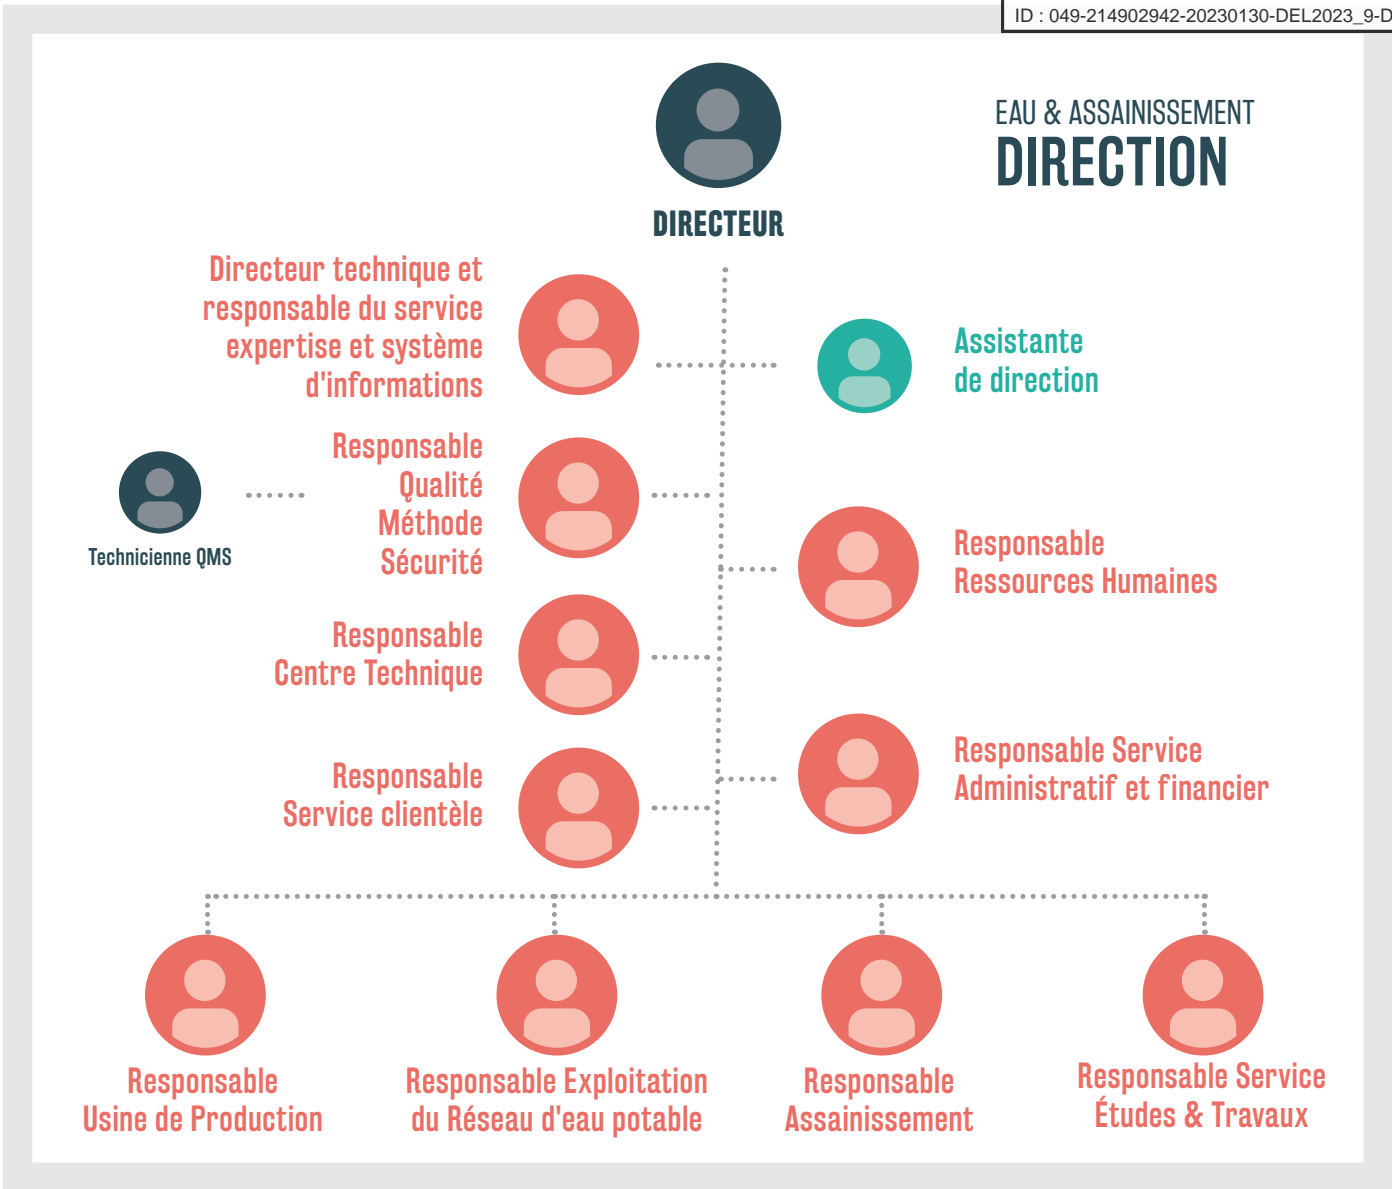 ID : 049-214902942-20230130-DEL2023_9-D
EAU & ASSAINISSEMENT
DIRECTION
DIRECTEUR
Directeur technique et
responsable du service
expertise et système
d'informations
Assistante
de direction
Responsable
Qualité
Méthode
Sécurité
Technicienne QMS
Responsable
Ressources Humaines
Responsable
Centre Technique
Responsable Service
Administratif et financier
Responsable
Service clientèle
Responsable
Usine de Production
Responsable Exploitation
du Réseau d'eau potable
Responsable
Assainissement
Responsable Service
Études & Travaux